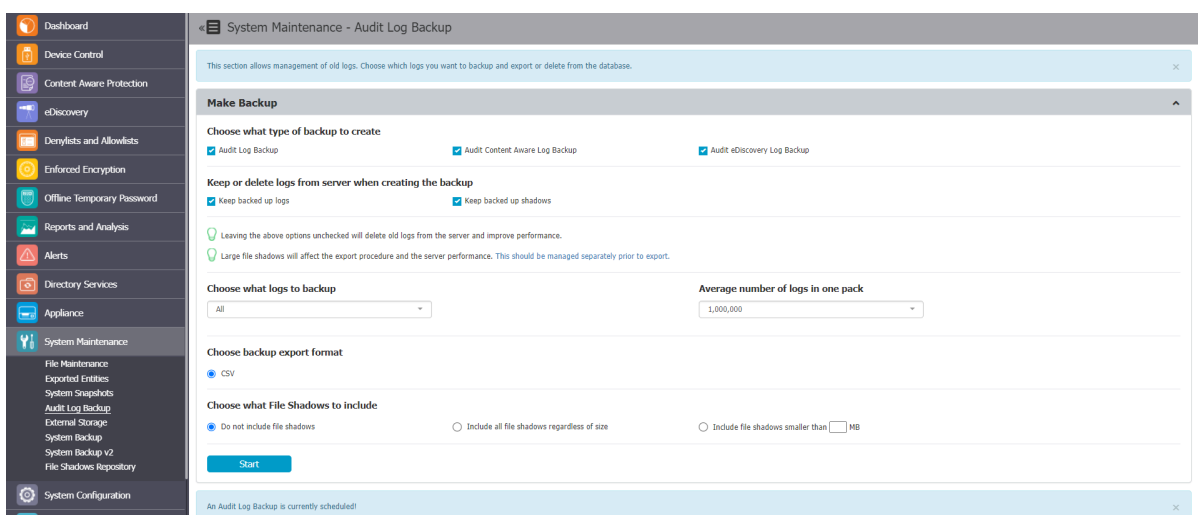 Dashboard
Device Control
Content Aware Protection
eDiscovery
Denylists and Allowlists
Enforced Encryption
Offline Temporary Password
Reports and Analysis
Alerts
Directory Services
Appliance
System Maintenance
File Maintenance
Exported Entities
System Snapshots
Audit Log Backup
External Storage
System Backup
System Backup v2
File Shadows Repository
System Configuration
« System Maintenance - Audit Log Backup
This section allows management of old logs. Choose which logs you want to backup and export or delete from the database. ×
Make Backup
Choose what type of backup to create
Audit Log Backup Audit Content Aware Log Backup Audit eDiscovery Log Backup
Keep or delete logs from server when creating the backup
Keep backed up logs Keep backed up shadows
Leaving the above options unchecked will delete old logs from the server and improve performance.
Large file shadows will affect the export procedure and the server performance. This should be managed separately prior to export.
Choose what logs to backup Average number of logs in one pack
All 1,000,000
Choose backup export format
CSV
Choose what File Shadows to include
Do not include file shadows Include all file shadows regardless of size Include file shadows smaller than MB
Start
An Audit Log Backup is currently scheduled! ×